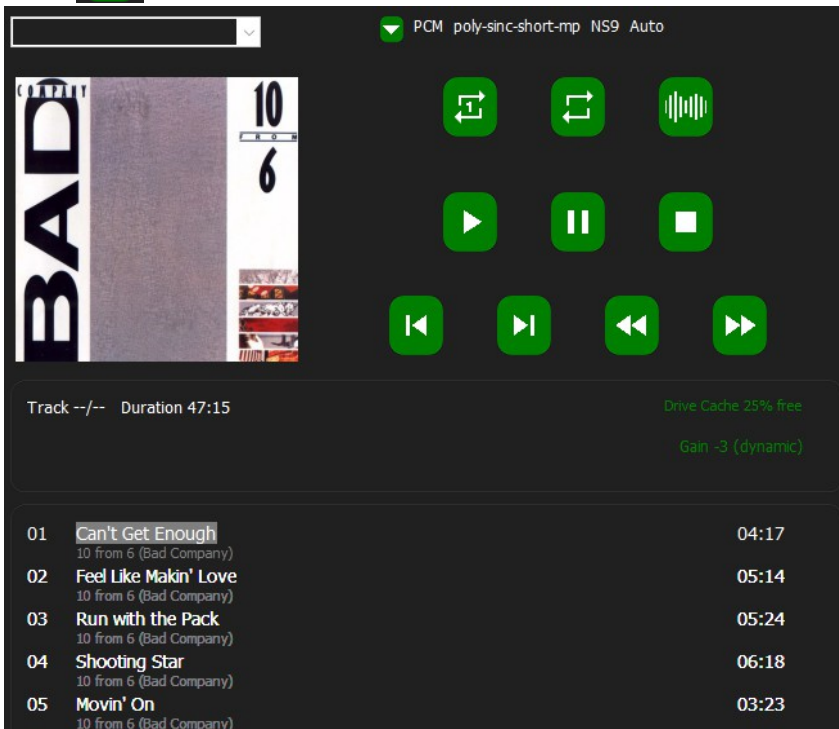 PCM poly-sinc-short-mp NS9 Auto
COMPANY
BAD
10
FROM
6
1
Track --/-- Duration 47:15
Drive Cache 25% free
Gain -3 (dynamic)
01 Can't Get Enough 04:17
10 from 6 (Bad Company)
02 Feel Like Makin' Love 05:14
10 from 6 (Bad Company)
03 Run with the Pack 05:24
10 from 6 (Bad Company)
04 Shooting Star 06:18
10 from 6 (Bad Company)
05 Movin' On 03:23
10 from 6 (Bad Company)